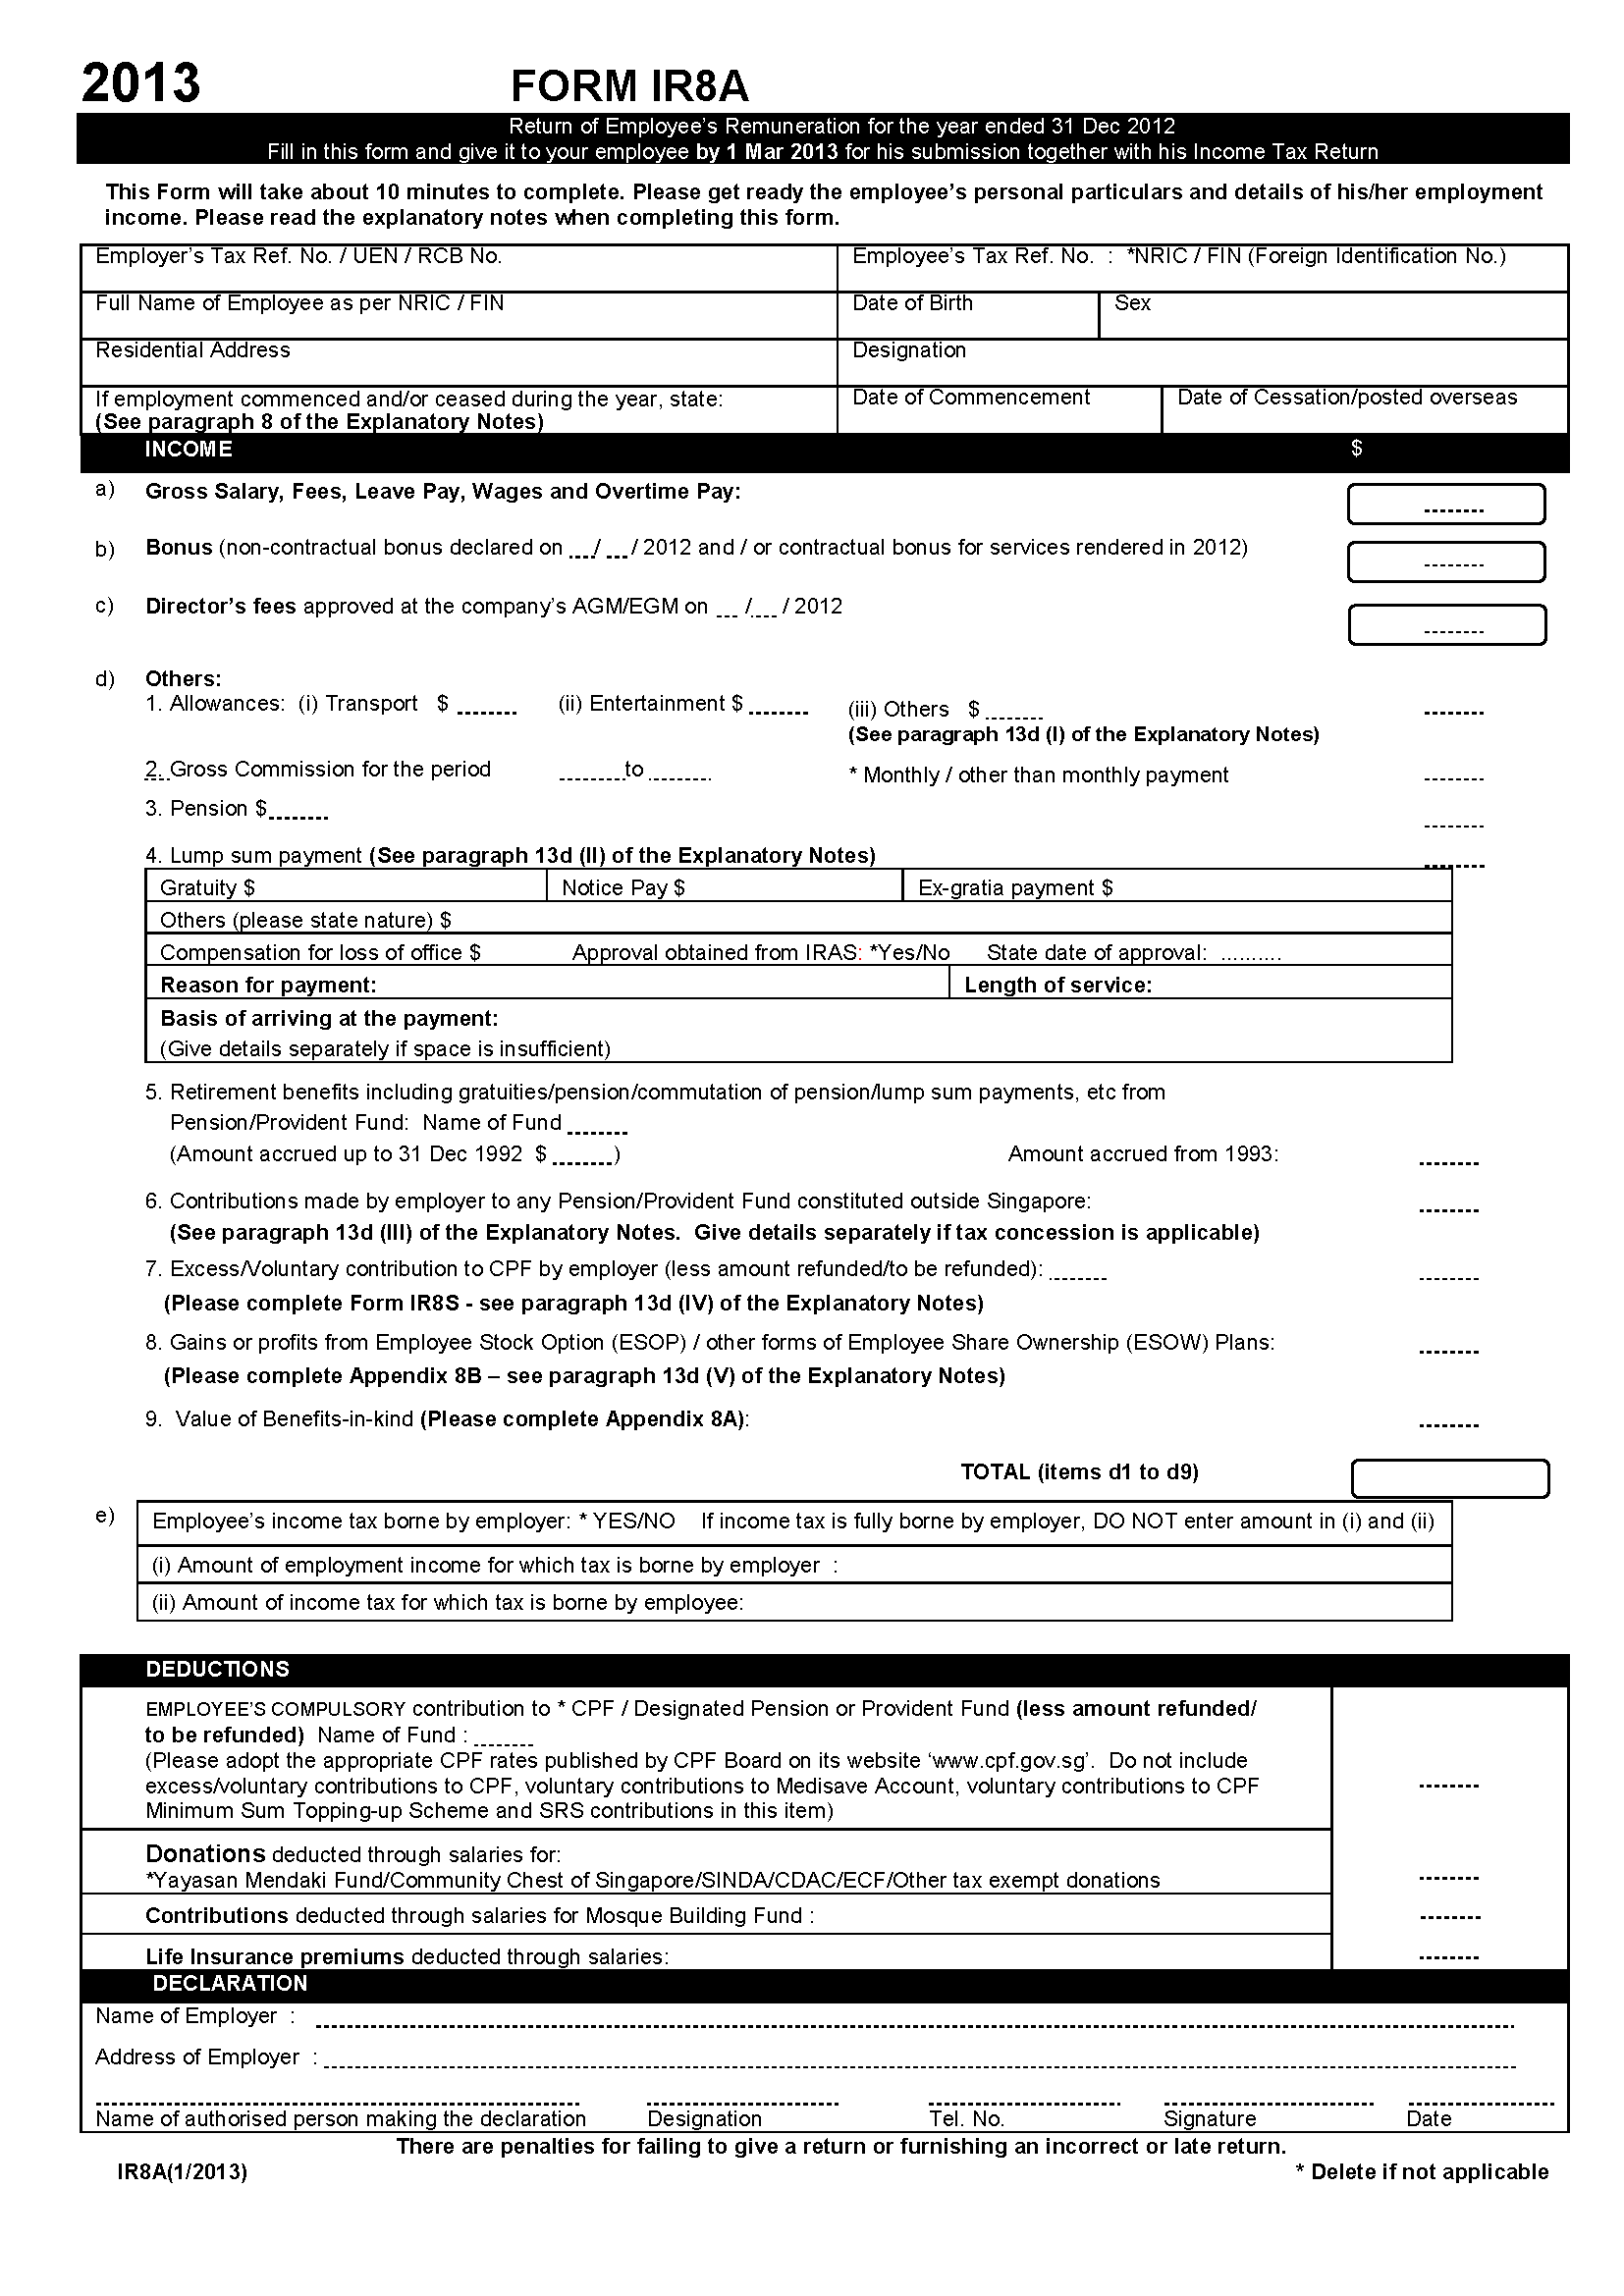 2013 FORM IR8A
Return of Employee's Remuneration for the year ended 31 Dec 2012
Fill in this form and give it to your employee by 1 Mar 2013 for his submission together with his Income Tax Return
This Form will take about 10 minutes to complete. Please get ready the employee's personal particulars and details of his/her employment
income. Please read the explanatory notes when completing this form.
Employer's Tax Ref. No. / UEN / RCB No. Employee's Tax Ref. No. : *NRIC / FIN (Foreign Identification No.)
Full Name of Employee as per NRIC / FIN Date of Birth Sex
Residential Address Designation
If employment commenced and/or ceased during the year, state: Date of Commencement Date of Cessation/posted overseas
(See paragraph 8 of the Explanatory Notes)
INCOME $
a) Gross Salary, Fees, Leave Pay, Wages and Overtime Pay: ........
b) Bonus (non-contractual bonus declared on .../ .../ 2012 and / or contractual bonus for services rendered in 2012) ........
c) Director's fees approved at the company's AGM/EGM on ... /.... / 2012 ........
d) Others:
1. Allowances: (i) Transport $ ........ (ii) Entertainment $ ........ (iii) Others $ ........ ........
(See paragraph 13d (I) of the Explanatory Notes)
2. Gross Commission for the period .........to ......... * Monthly / other than monthly payment ........
3. Pension $........ ........
4. Lump sum payment (See paragraph 13d (II) of the Explanatory Notes) ........
Gratuity $ Notice Pay $ Ex-gratia payment $
Others (please state nature) $
Compensation for loss of office $ Approval obtained from IRAS: *Yes/No State date of approval: ..........
Reason for payment: Length of service:
Basis of arriving at the payment:
(Give details separately if space is insufficient)
5. Retirement benefits including gratuities/pension/commutation of pension/lump sum payments, etc from
Pension/Provident Fund: Name of Fund ........
(Amount accrued up to 31 Dec 1992 $ ........) Amount accrued from 1993: ........
6. Contributions made by employer to any Pension/Provident Fund constituted outside Singapore: ........
(See paragraph 13d (III) of the Explanatory Notes. Give details separately if tax concession is applicable)
7. Excess/Voluntary contribution to CPF by employer (less amount refunded/to be refunded): ........ ........
(Please complete Form IR8S - see paragraph 13d (IV) of the Explanatory Notes)
8. Gains or profits from Employee Stock Option (ESOP) / other forms of Employee Share Ownership (ESOW) Plans: ........
(Please complete Appendix 8B – see paragraph 13d (V) of the Explanatory Notes)
9. Value of Benefits-in-kind (Please complete Appendix 8A): ........
TOTAL (items d1 to d9)
e) Employee's income tax borne by employer: * YES/NO If income tax is fully borne by employer, DO NOT enter amount in (i) and (ii)
(i) Amount of employment income for which tax is borne by employer :
(ii) Amount of income tax for which tax is borne by employee:
DEDUCTIONS
EMPLOYEE'S COMPULSORY contribution to * CPF / Designated Pension or Provident Fund (less amount refunded/
to be refunded) Name of Fund : ........
(Please adopt the appropriate CPF rates published by CPF Board on its website ‘www.cpf.gov.sg’. Do not include
excess/voluntary contributions to CPF, voluntary contributions to Medisave Account, voluntary contributions to CPF ........
Minimum Sum Topping-up Scheme and SRS contributions in this item)
Donations deducted through salaries for:
*Yayasan Mendaki Fund/Community Chest of Singapore/SINDA/CDAC/ECF/Other tax exempt donations ........
Contributions deducted through salaries for Mosque Building Fund : ........
Life Insurance premiums deducted through salaries: ........
DECLARATION
Name of Employer : ........
Address of Employer : ........
Name of authorised person making the declaration Designation Tel. No. Signature Date
There are penalties for failing to give a return or furnishing an incorrect or late return.
IR8A(1/2013) * Delete if not applicable